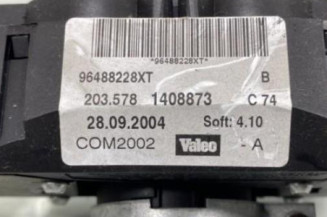 *96488228XT*
96488228XT B
203.578 1408873 C 74
28.09.2004 Soft: 4.10
COM2002 Valeo - A